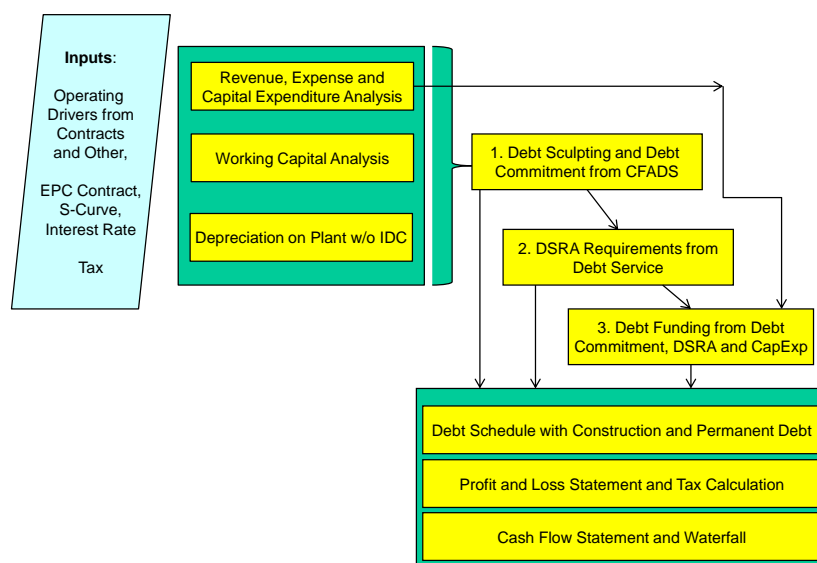 Inputs:
Operating
Drivers from
Contracts
and Other,
EPC Contract,
S-Curve,
Interest Rate
Tax
Revenue, Expense and
Capital Expenditure Analysis
Working Capital Analysis
Depreciation on Plant w/o IDC
1. Debt Sculpting and Debt
Commitment from CFADS
2. DSRA Requirements from
Debt Service
3. Debt Funding from Debt
Commitment, DSRA and CapExp
Debt Schedule with Construction and Permanent Debt
Profit and Loss Statement and Tax Calculation
Cash Flow Statement and Waterfall